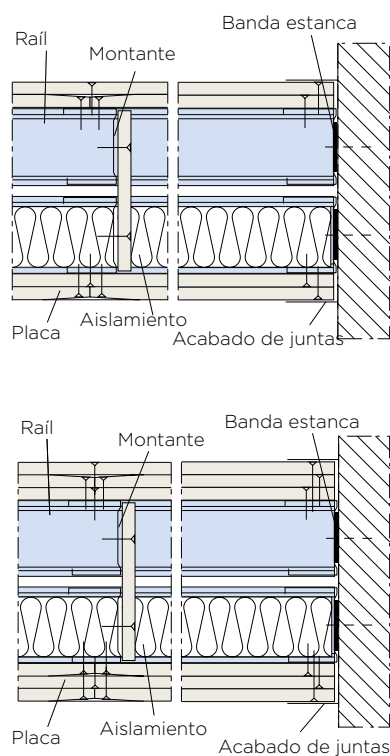 Banda estanca
Raíl
Montante
Placa
Aislamiento
Acabado de juntas
Banda estanca
Raíl
Montante
Placa
Aislamiento
Acabado de juntas